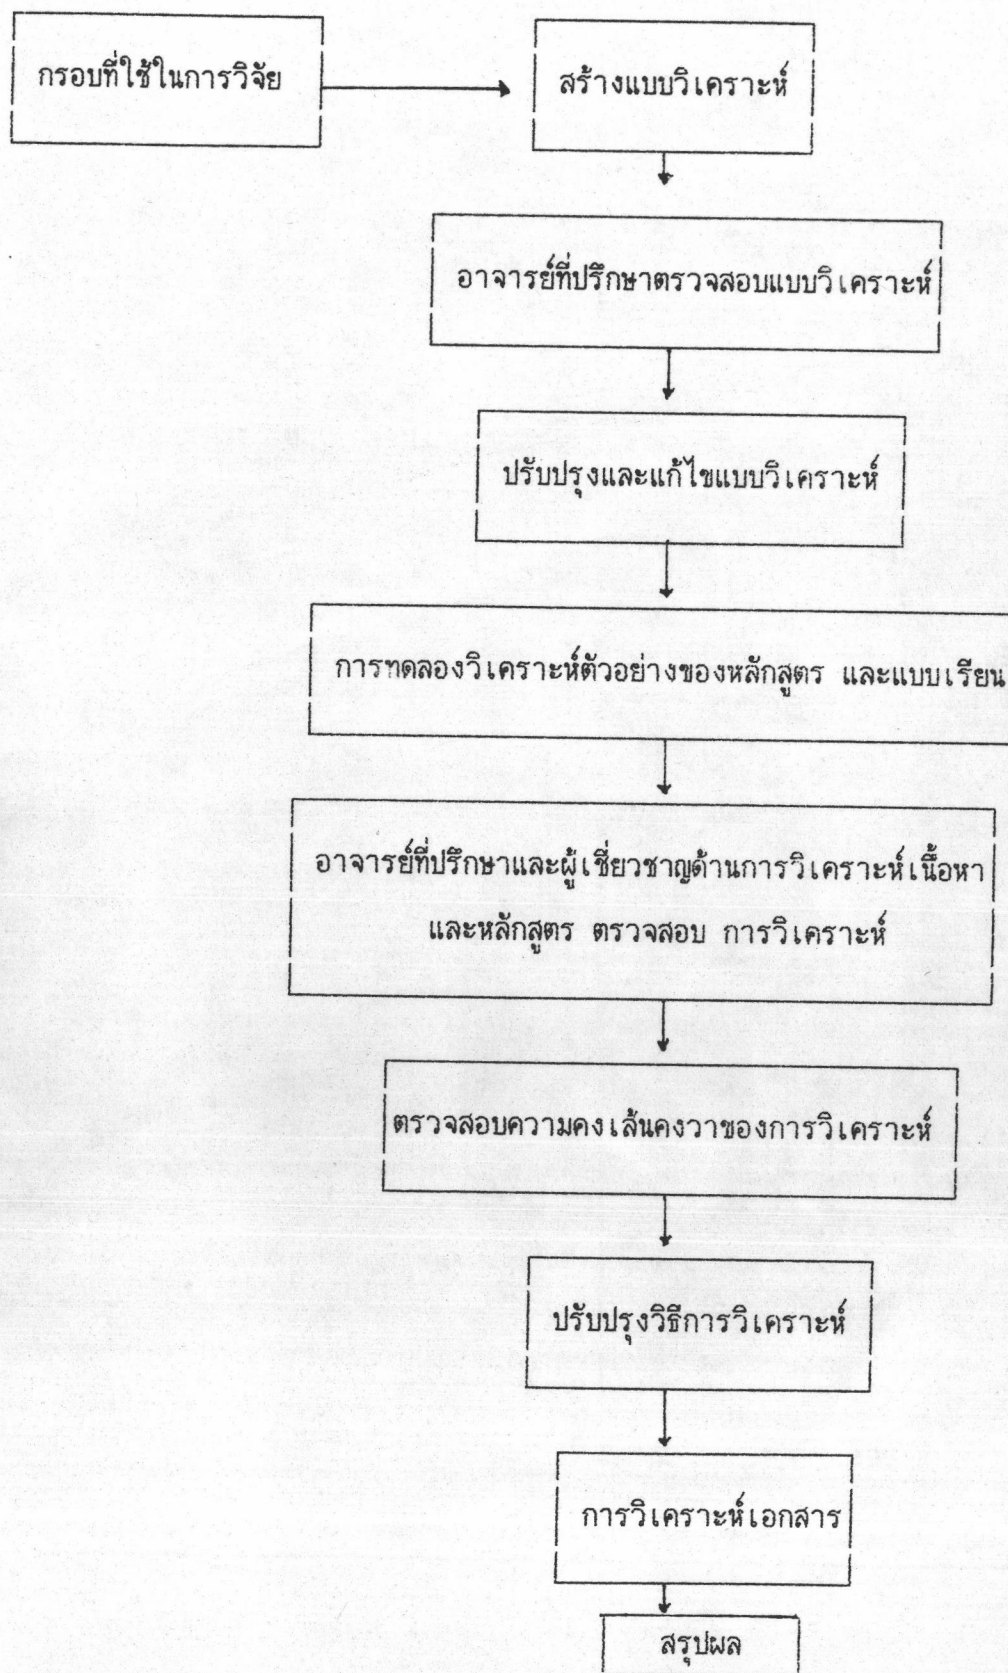 กรอบที่ใช้ในการวิจัย
สร้างแบบวิเคราะห์
อาจารย์ที่ปรึกษาตรวจสอบแบบวิเคราะห์
ปรับปรุงและแก้ไขแบบวิเคราะห์
การทดลองวิเคราะห์ตัวอย่างของหลักสูตร และแบบเรียน
อาจารย์ที่ปรึกษาและผู้เชี่ยวชาญด้านการวิเคราะห์เนื้อหา
และหลักสูตร ตรวจสอบ การวิเคราะห์
ตรวจสอบความคงเส้นคงวาของการวิเคราะห์
ปรับปรุงวิธีการวิเคราะห์
การวิเคราะห์เอกสาร
สรุปผล